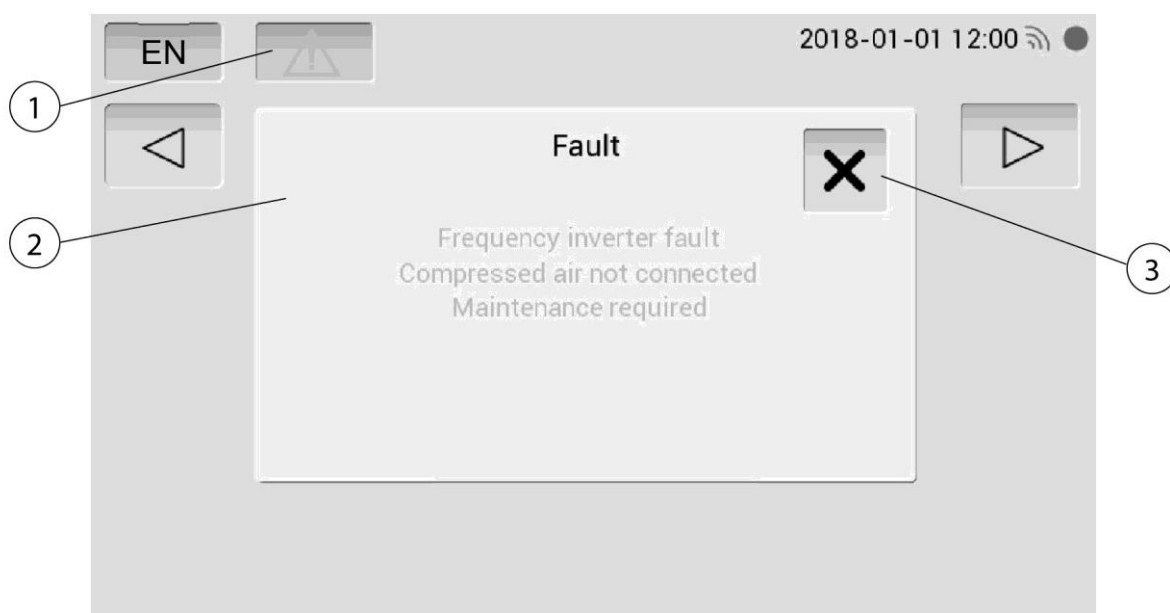 EN
2018-01-01 12:00
1
Fault
2
Frequency inverter fault
3
Compressed air not connected
Maintenance required